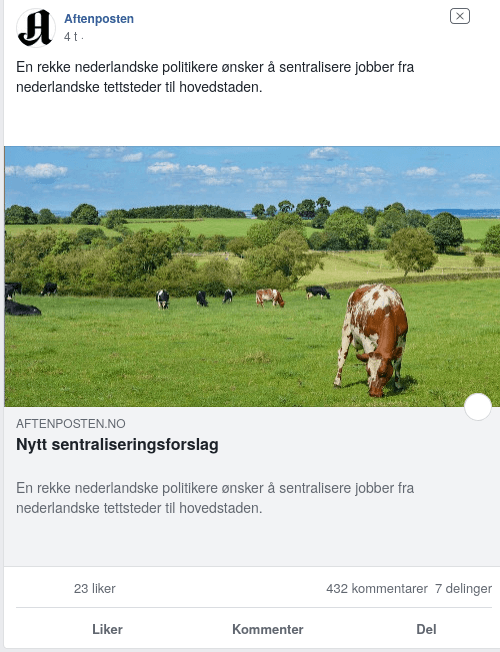 Aftenposten
4 t ·
En rekke nederlandske politikere ønsker å sentralisere jobber fra
nederlandske tettsteder til hovedstaden.
AFTENPOSTEN.NO
Nytt sentraliseringsforslag
En rekke nederlandske politikere ønsker å sentralisere jobber fra
nederlandske tettsteder til hovedstaden.
23 liker 432 kommentarer 7 delinger
Liker Kommenter Del